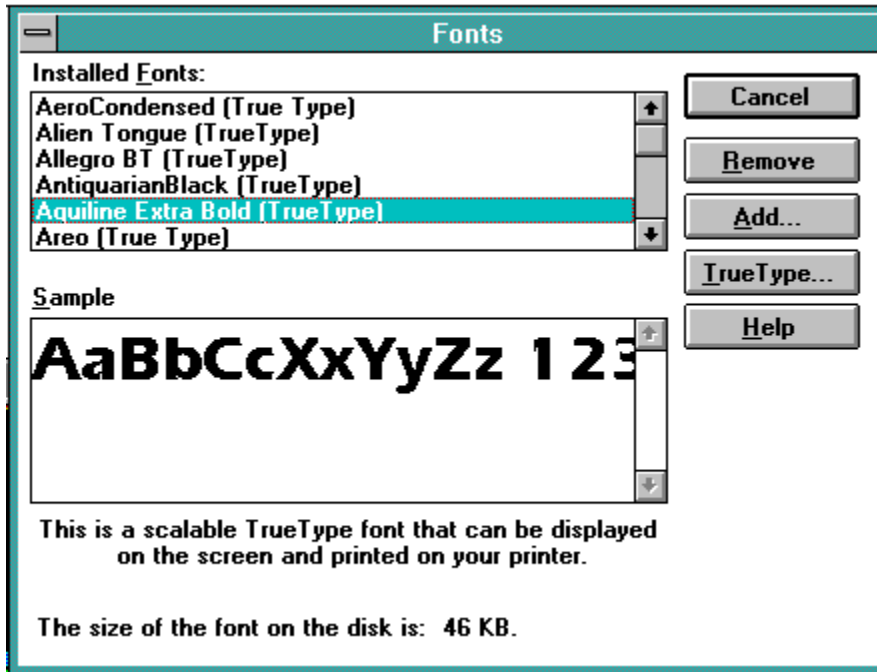 Fonts
Installed Fonts:
AeroCondensed (True Type)
Alien Tongue (TrueType)
Allegro BT (TrueType)
AntiquarianBlack (TrueType)
Aquiline Extra Bold (TrueType)
Areo (True Type)
Cancel
Remove
Add...
TrueType...
Help
Sample
AaBbCcXxYyZz 123
This is a scalable TrueType font that can be displayed
on the screen and printed on your printer.
The size of the font on the disk is:  46 KB.